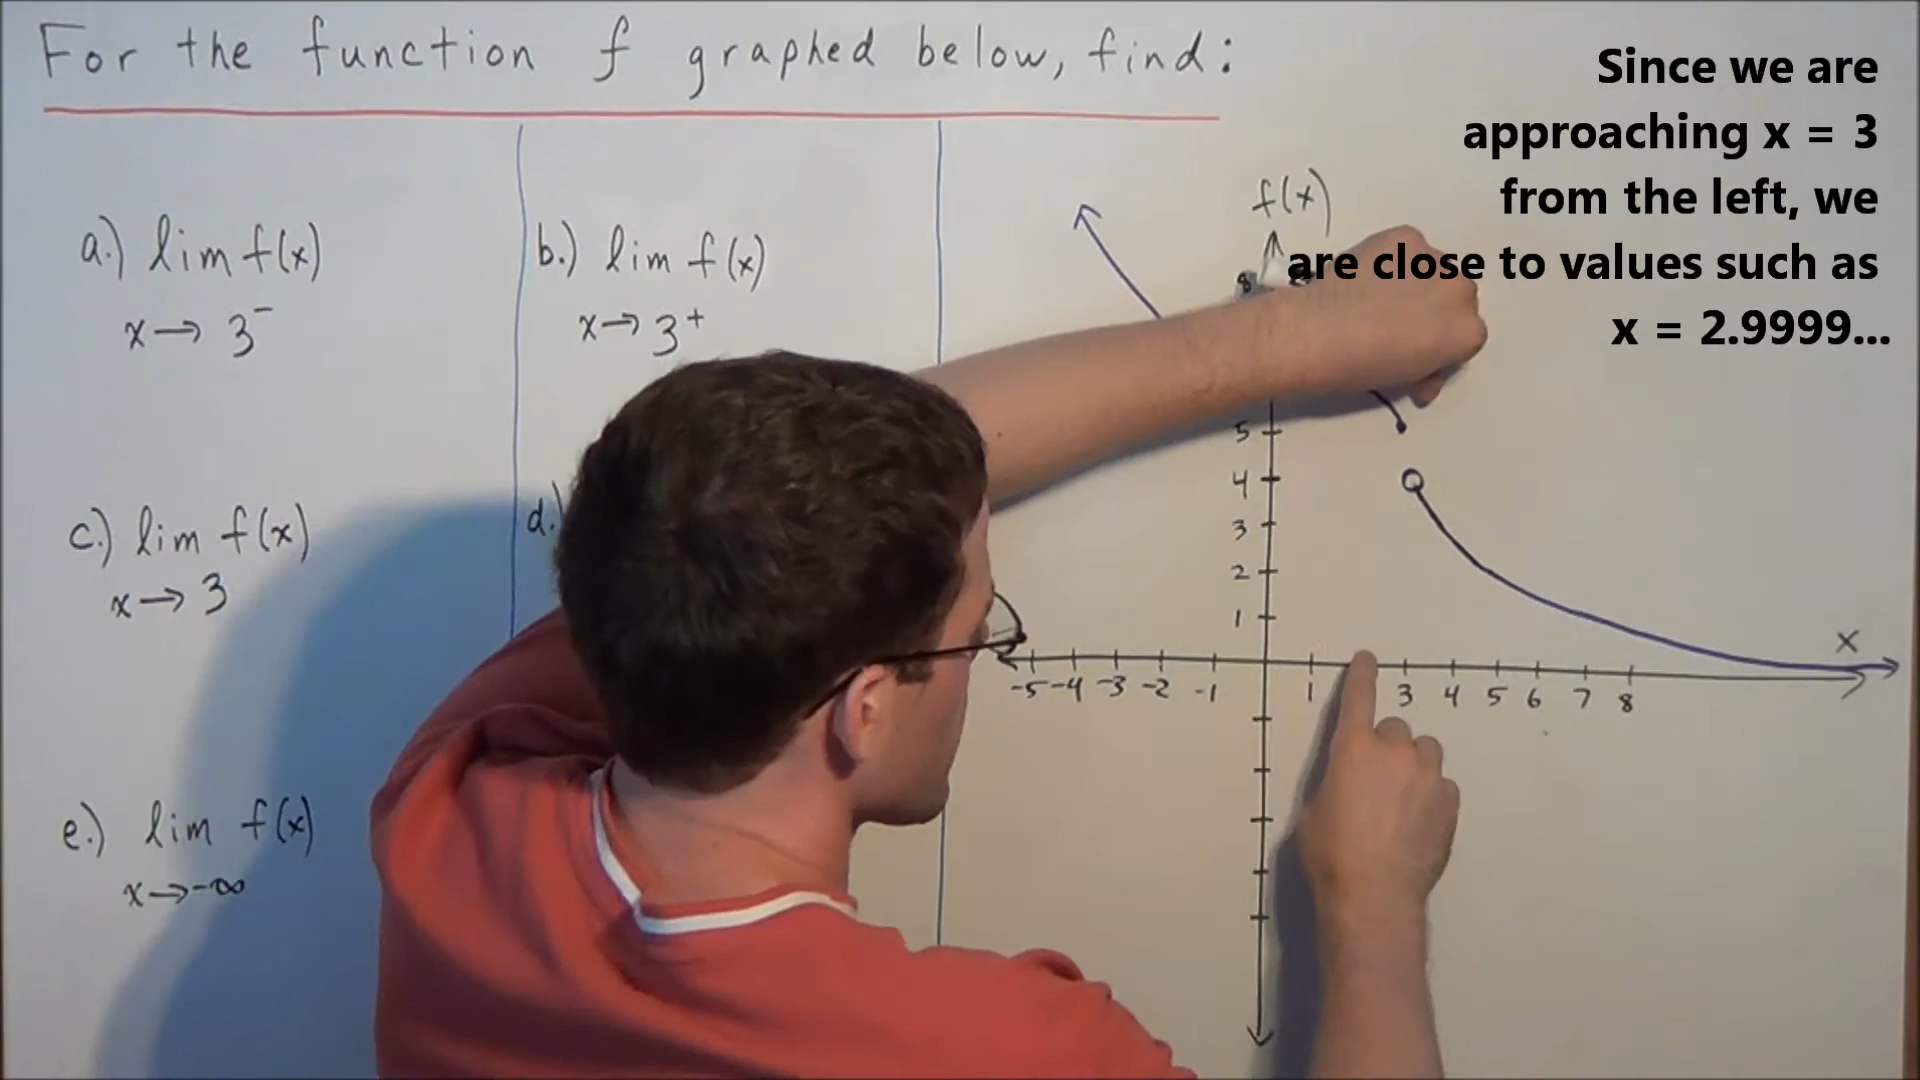 For the function f graphed below, find:
Since we are
approaching x = 3
from the left, we
are close to values such as
x = 2.9999...
a.) lim f(x)
x → 3⁻
b.) lim f(x)
x → 3⁺
c.) lim f(x)
x → 3
d.)
e.) lim f(x)
x → -∞
f(x)
8
5
4
3
2
1
x
-5 -4 -3 -2 -1 1 3 4 5 6 7 8